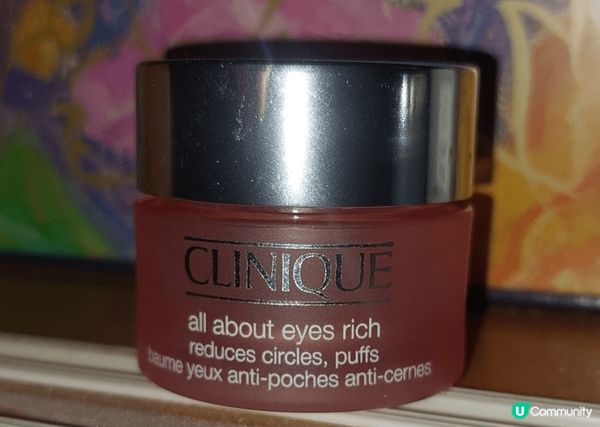 CLINIQUE
all about eyes rich
reduces circles, puffs
baume yeux anti-poches anti-cernes
U Community